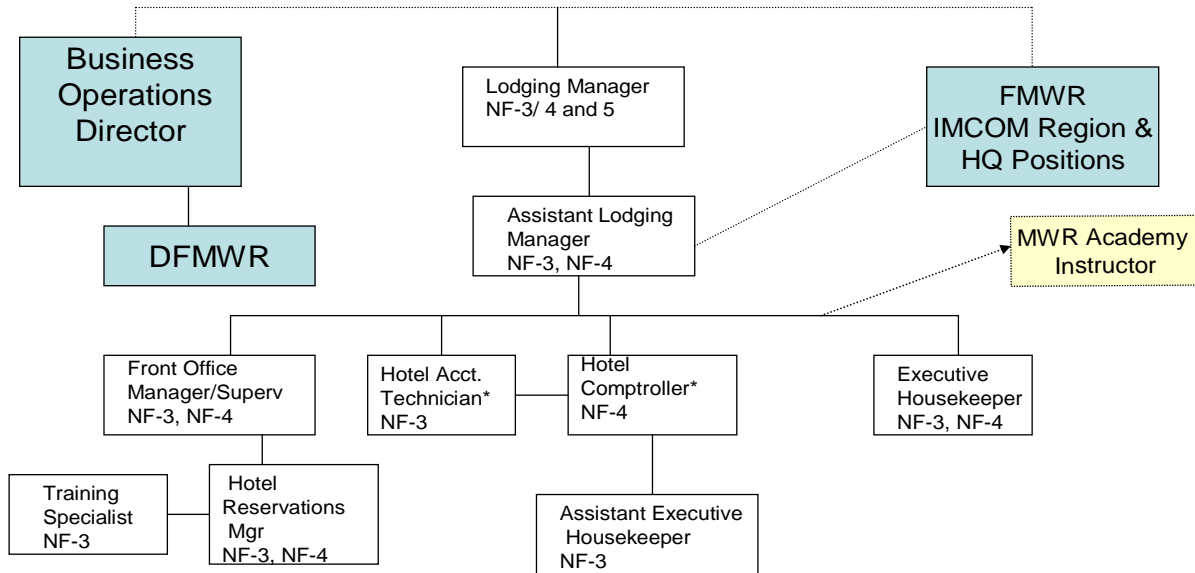 Business
Operations
Director
Lodging Manager
NF-3/ 4 and 5
FMWR
IMCOM Region &
HQ Positions
Assistant Lodging
Manager
NF-3, NF-4
DFMWR
MWR Academy
Instructor
Front Office
Manager/Superv
NF-3, NF-4
Hotel Acct.
Technician*
NF-3
Hotel
Comptroller*
NF-4
Executive
Housekeeper
NF-3, NF-4
Training
Specialist
NF-3
Hotel
Reservations
Mgr
NF-3, NF-4
Assistant Executive
Housekeeper
NF-3